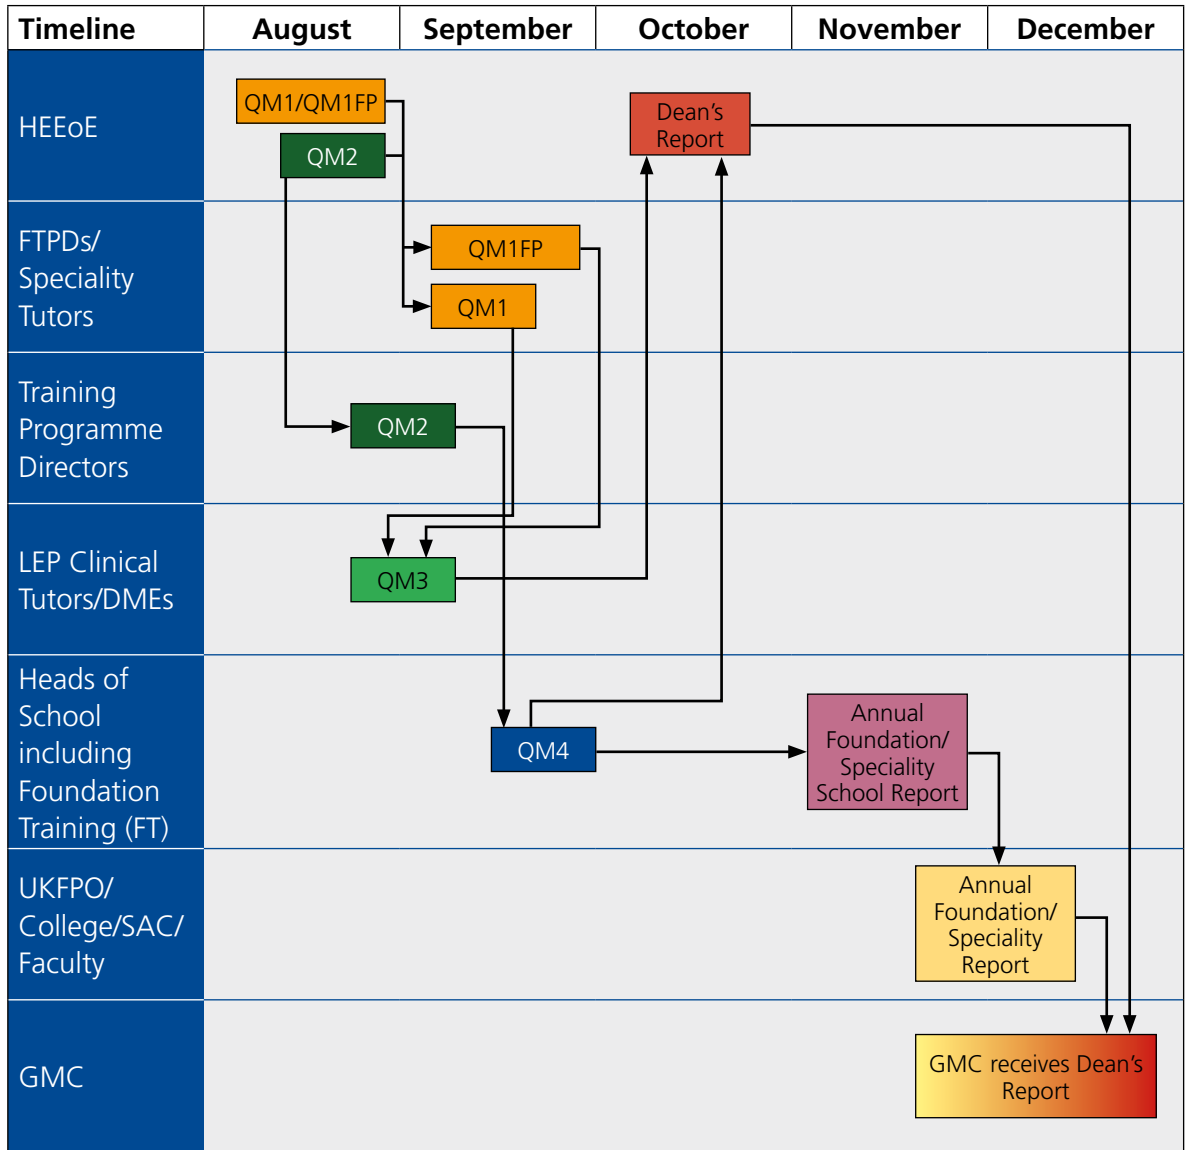 Timeline
August
September
October
November
December
HEEoE
QM1/QM1FP
QM2
Dean's
Report
FTPDs/
Speciality
Tutors
QM1FP
QM1
Training
Programme
Directors
QM2
LEP Clinical
Tutors/DMEs
QM3
Heads of
School
including
Foundation
Training (FT)
QM4
Annual
Foundation/
Speciality
School Report
UKFPO/
College/SAC/
Faculty
Annual
Foundation/
Speciality
Report
GMC
GMC receives Dean's
Report